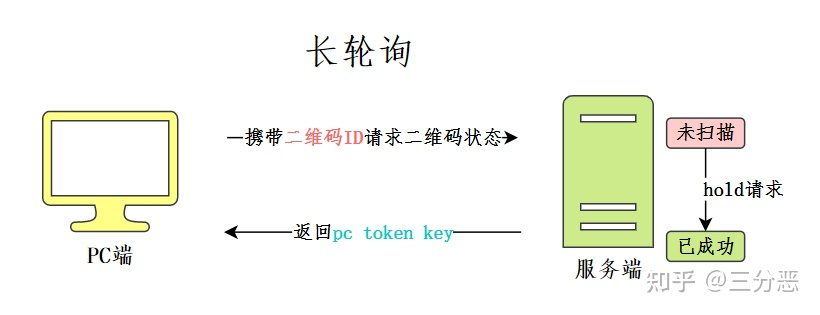 长轮询
携带二维码ID请求二维码状态
未扫描
hold请求
返回pc token key
已成功
PC端
服务端
知乎 @三分恶